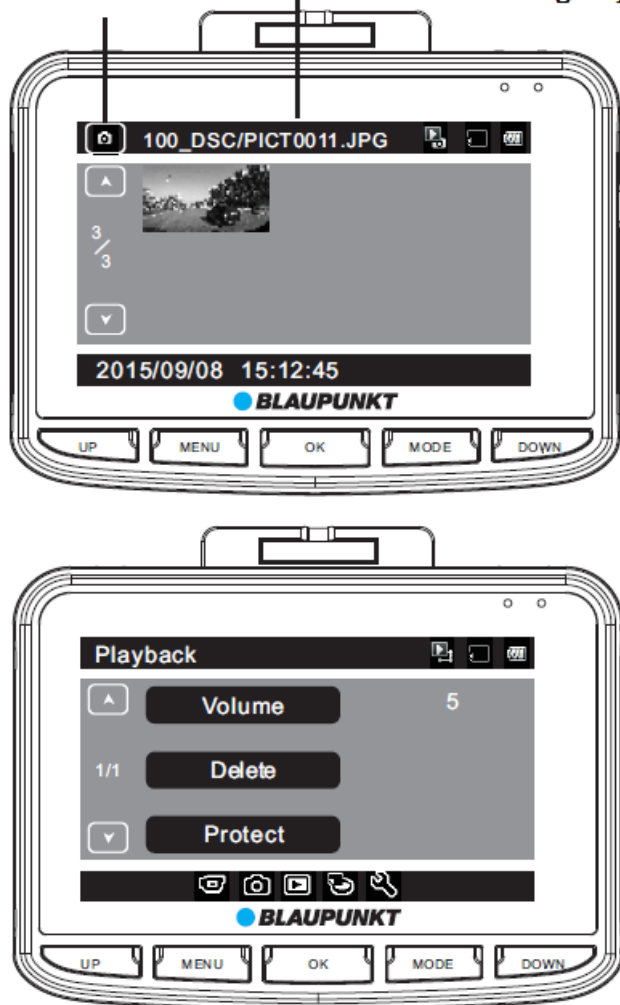 100_DSC/PICT0011.JPG
3/3
2015/09/08 15:12:45
BLAUPUNKT
UP MENU OK MODE DOWN
Playback
Volume 5
1/1 Delete
Protect
BLAUPUNKT
UP MENU OK MODE DOWN